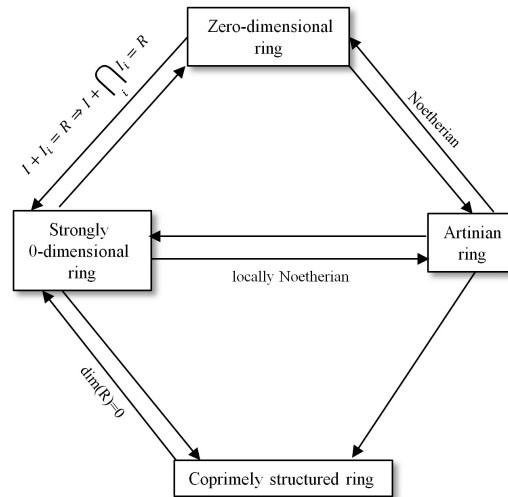 Zero-dimensional
ring
I + I_i = R ⇒ I + ⋂_i I_i = R
Noetherian
Strongly
0-dimensional
ring
Artinian
ring
locally Noetherian
dim(R)=0
Coprimely structured ring